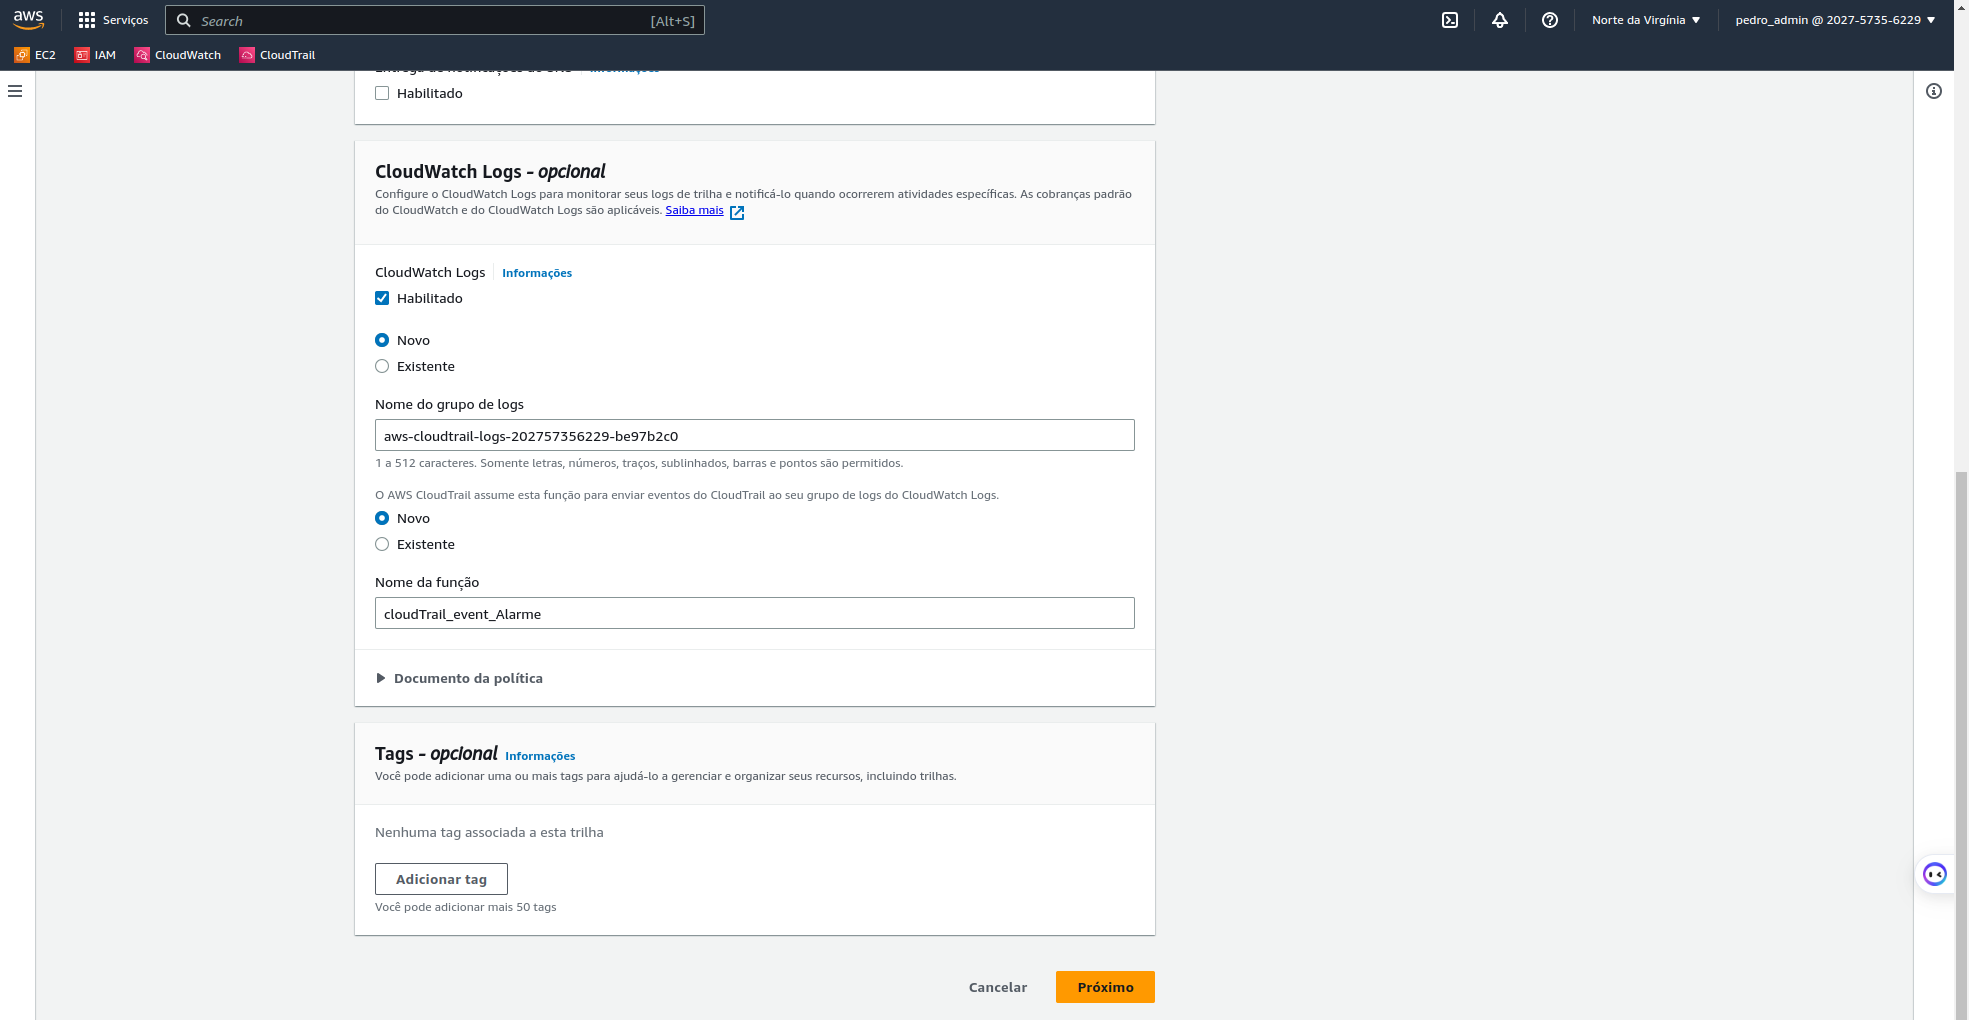 aws
Serviços
Search
[Alt+S]
Norte da Virgínia
pedro_admin @ 2027-5735-6229
EC2
IAM
CloudWatch
CloudTrail
Habilitado
CloudWatch Logs - opcional
Configure o CloudWatch Logs para monitorar seus logs de trilha e notificá-lo quando ocorrerem atividades específicas. As cobranças padrão
do CloudWatch e do CloudWatch Logs são aplicáveis. Saiba mais
CloudWatch Logs
Informações
Habilitado
Novo
Existente
Nome do grupo de logs
aws-cloudtrail-logs-202757356229-be97b2c0
1 a 512 caracteres. Somente letras, números, traços, sublinhados, barras e pontos são permitidos.
O AWS CloudTrail assume esta função para enviar eventos do CloudTrail ao seu grupo de logs do CloudWatch Logs.
Novo
Existente
Nome da função
cloudTrail_event_Alarme
Documento da política
Tags - opcional Informações
Você pode adicionar uma ou mais tags para ajudá-lo a gerenciar e organizar seus recursos, incluindo trilhas.
Nenhuma tag associada a esta trilha
Adicionar tag
Você pode adicionar mais 50 tags
Cancelar
Próximo